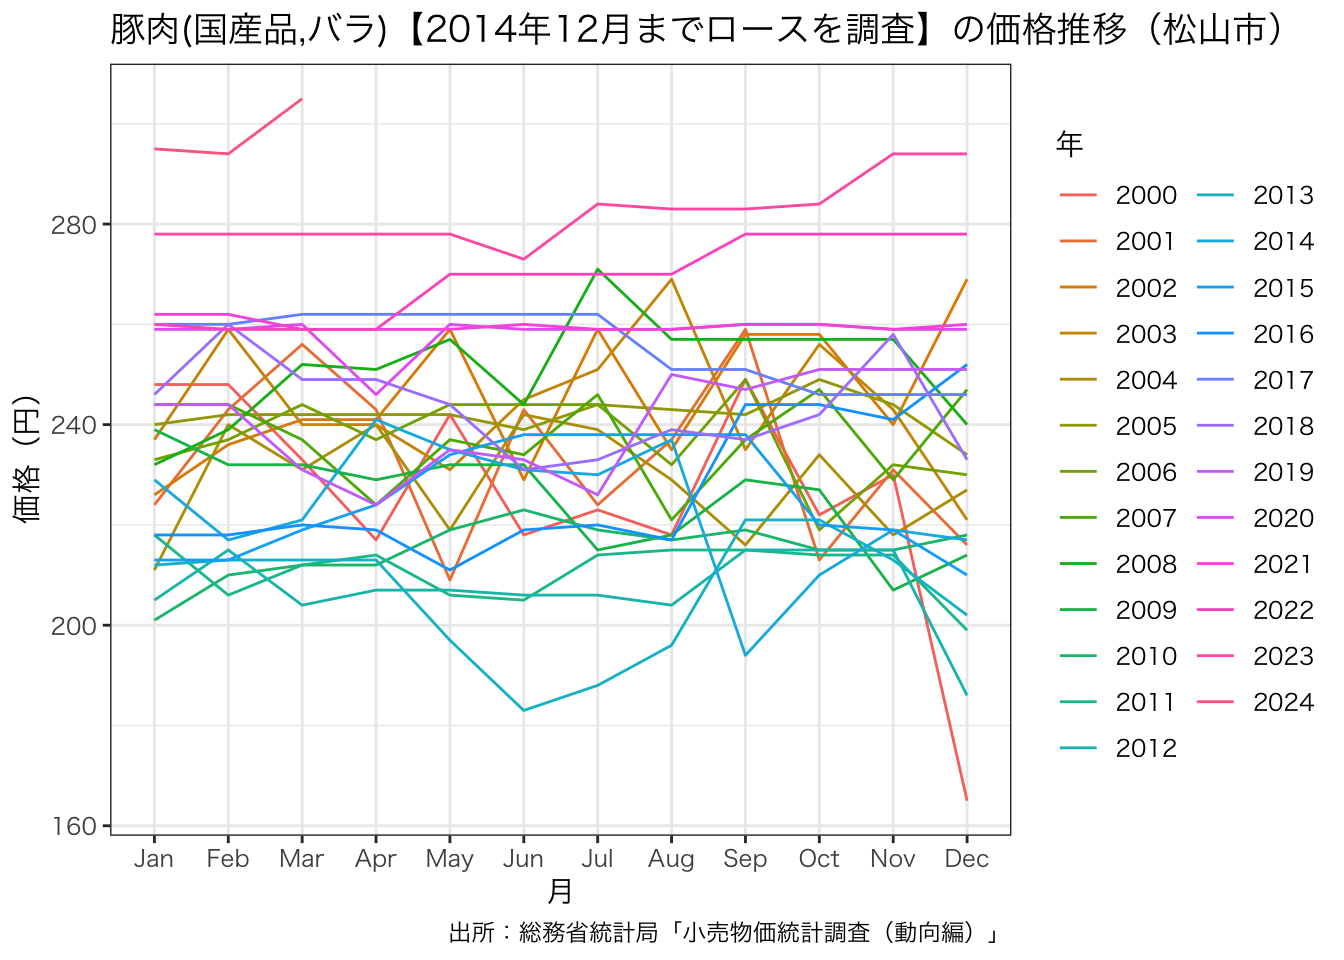 豚肉(国産品,バラ)【2014年12月までロースを調査】の価格推移（松山市）
価格（円）
280
240
200
160
Jan Feb Mar Apr May Jun Jul Aug Sep Oct Nov Dec
月
年
2000 2013
2001 2014
2002 2015
2003 2016
2004 2017
2005 2018
2006 2019
2007 2020
2008 2021
2009 2022
2010 2023
2011 2024
2012
出所：総務省統計局「小売物価統計調査（動向編）」